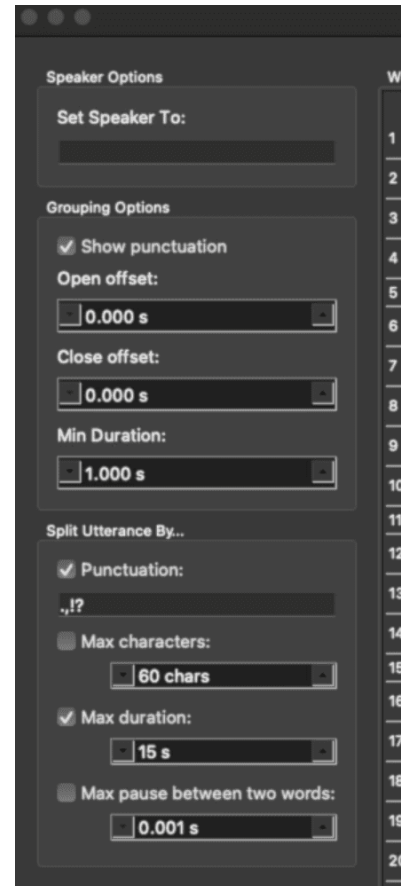 Speaker Options
W
Set Speaker To:
1
2
Grouping Options
3
Show punctuation
4
Open offset:
5
0.000 s
6
Close offset:
7
0.000 s
8
Min Duration:
9
1.000 s
10
11
Split Utterance By...
12
Punctuation:
13
.,!?
14
Max characters:
15
60 chars
16
Max duration:
17
15 s
18
Max pause between two words:
19
0.001 s
20